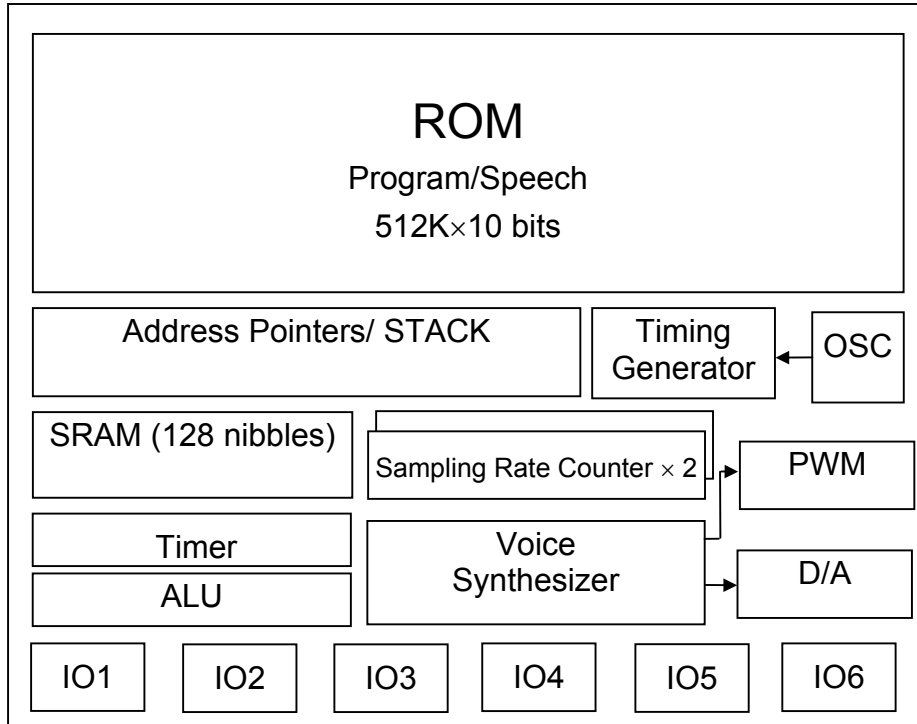 ROM
Program/Speech
512K×10 bits
Address Pointers/ STACK
Timing
Generator
OSC
SRAM (128 nibbles)
Sampling Rate Counter × 2
PWM
Timer
Voice
Synthesizer
D/A
ALU
IO1
IO2
IO3
IO4
IO5
IO6